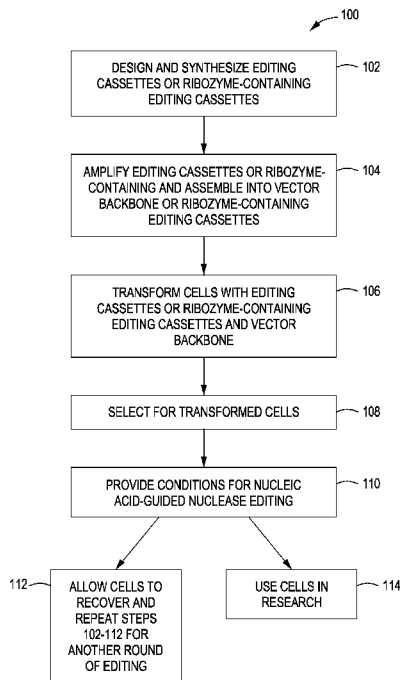 100
DESIGN AND SYNTHESIZE EDITING
CASSETTES OR RIBOZYME-CONTAINING
EDITING CASSETTES
102
AMPLIFY EDITING CASSETTES OR RIBOZYME-
CONTAINING AND ASSEMBLE INTO VECTOR
BACKBONE OR RIBOZYME-CONTAINING
EDITING CASSETTES
104
TRANSFORM CELLS WITH EDITING
CASSETTES OR RIBOZYME-CONTAINING
EDITING CASSETTES AND VECTOR
BACKBONE
106
SELECT FOR TRANSFORMED CELLS
108
PROVIDE CONDITIONS FOR NUCLEIC
ACID-GUIDED NUCLEASE EDITING
110
112
ALLOW CELLS TO
RECOVER AND
REPEAT STEPS
102-112 FOR
ANOTHER ROUND
OF EDITING
USE CELLS IN
RESEARCH
114